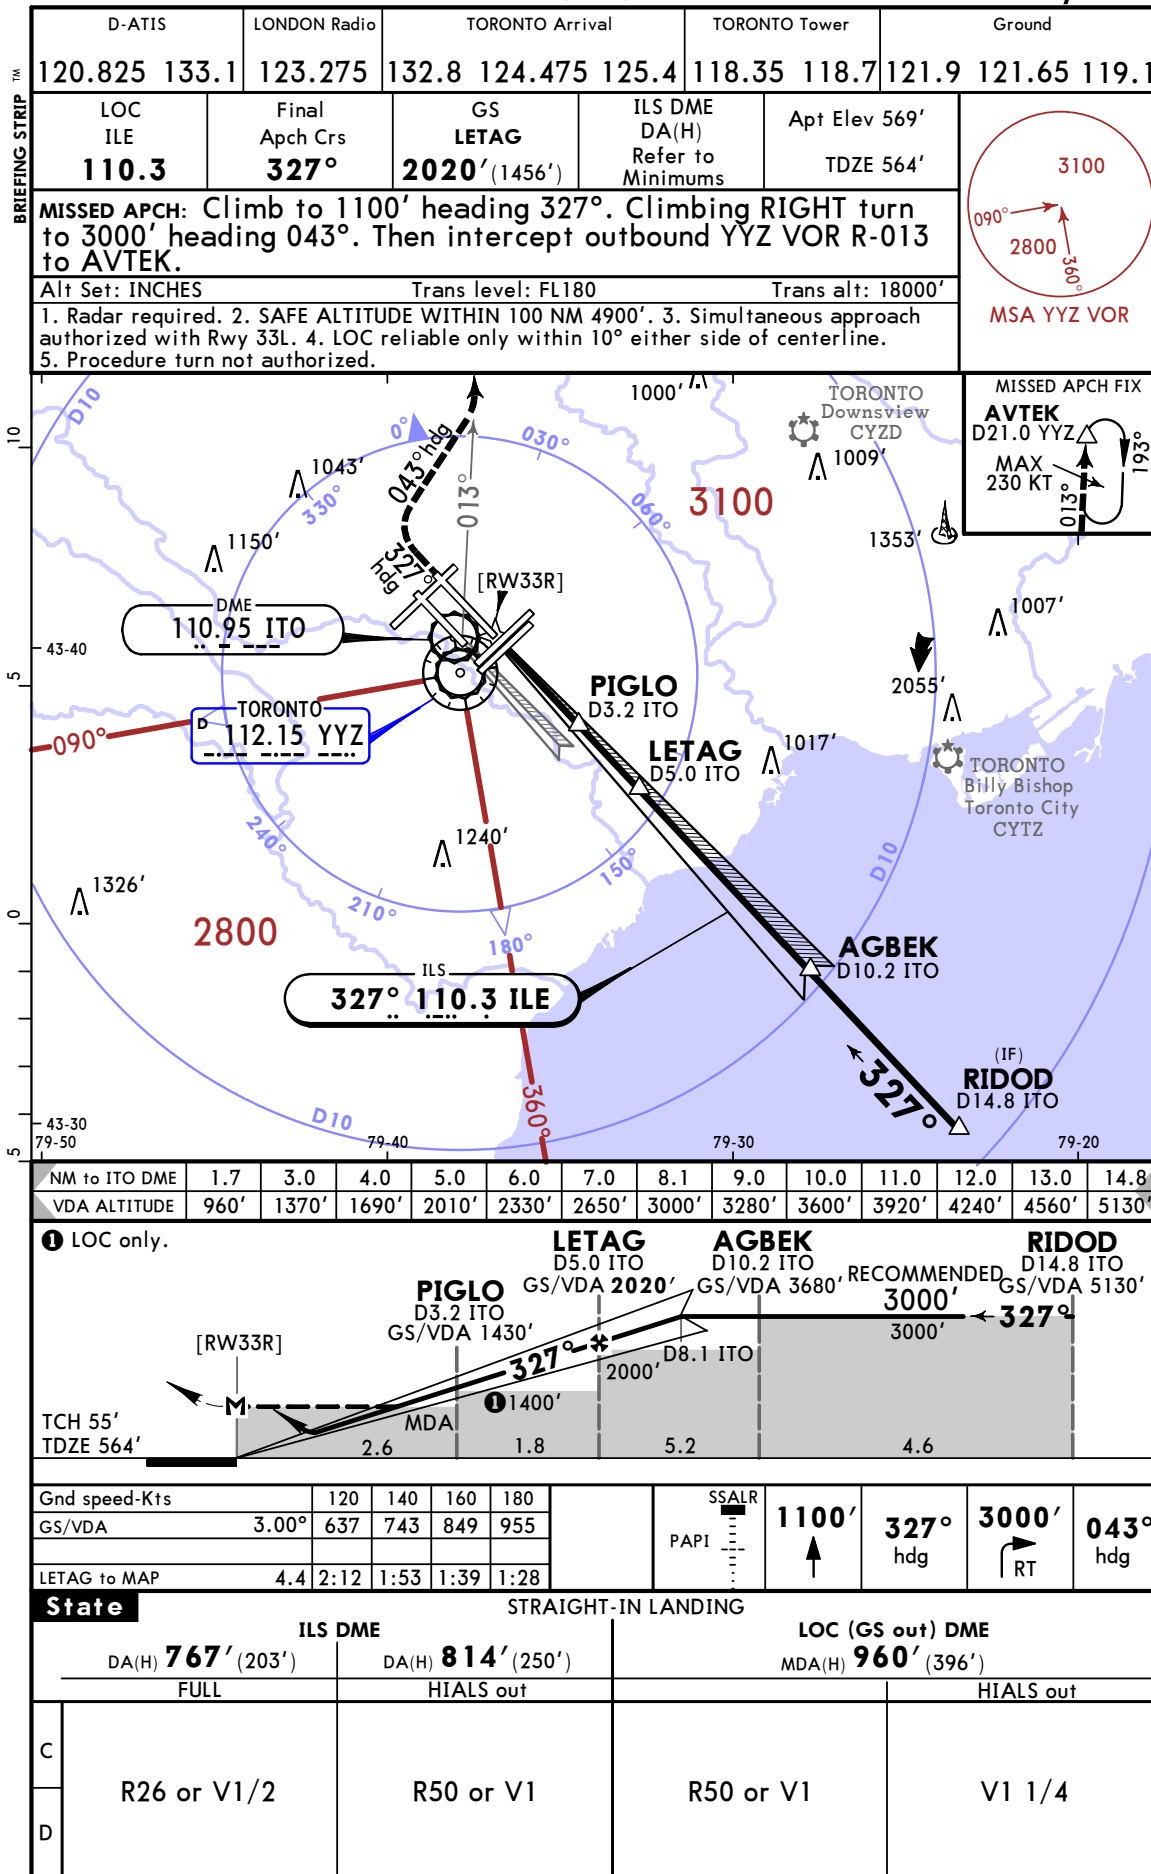 D-ATIS LONDON Radio TORONTO Arrival TORONTO Tower Ground
120.825 133.1 123.275 132.8 124.475 125.4 118.35 118.7 121.9 121.65 119.1
BRIEFING STRIP TM
LOC
ILE
110.3
Final
Apch Crs
327°
GS
LETAG
2020′(1456′)
ILS DME
DA(H)
Refer to
Minimums
Apt Elev 569′
TDZE 564′
3100
090°
2800
360°
MSA YYZ VOR
MISSED APCH: Climb to 1100′ heading 327°. Climbing RIGHT turn
to 3000′ heading 043°. Then intercept outbound YYZ VOR R-013
to AVTEK.
Alt Set: INCHES Trans level: FL180 Trans alt: 18000′
1. Radar required. 2. SAFE ALTITUDE WITHIN 100 NM 4900′. 3. Simultaneous approach
authorized with Rwy 33L. 4. LOC reliable only within 10° either side of centerline.
5. Procedure turn not authorized.
D10
1000′
TORONTO
Downsview
CYZD
MISSED APCH FIX
AVTEK
D21.0 YYZ
MAX
230 KT
013°
193°
10
0°
030°
043°hdg
1043′
330°
013°
1009′
3100
060°
1353′
1150′
327°
hdg
[RW33R]
DME
110.95 ITO
1007′
43-40
5
2055′
PIGLO
D3.2 ITO
TORONTO
D 112.15 YYZ
090°
LETAG
D5.0 ITO
1017′
TORONTO
Billy Bishop
Toronto City
CYTZ
240°
1240′
150°
D10
1326′
210°
0
2800
180°
AGBEK
D10.2 ITO
ILS
327° 110.3 ILE
(IF)
RIDOD
D14.8 ITO
327°
360°
D10
43-30
5
79-50 79-40 79-30 79-20
NM to ITO DME 1.7 3.0 4.0 5.0 6.0 7.0 8.1 9.0 10.0 11.0 12.0 13.0 14.8
VDA ALTITUDE 960′ 1370′ 1690′ 2010′ 2330′ 2650′ 3000′ 3280′ 3600′ 3920′ 4240′ 4560′ 5130′
1 LOC only.
LETAG
D5.0 ITO
GS/VDA 2020′
AGBEK
D10.2 ITO
GS/VDA 3680′
RECOMMENDED
3000′
3000′
RIDOD
D14.8 ITO
GS/VDA 5130′
327°
PIGLO
D3.2 ITO
GS/VDA 1430′
[RW33R]
327°
D8.1 ITO
2000′
1 1400′
M
MDA
TCH 55′
TDZE 564′
2.6 1.8 5.2 4.6
Gnd speed-Kts 120 140 160 180
GS/VDA 3.00° 637 743 849 955
LETAG to MAP 4.4 2:12 1:53 1:39 1:28
SSALR
PAPI
1100′
327°
hdg
3000′
RT
043°
hdg
State
STRAIGHT-IN LANDING
ILS DME LOC (GS out) DME
DA(H) 767′(203′) DA(H) 814′(250′) MDA(H) 960′(396′)
FULL HIALS out HIALS out
C
D
R26 or V1/2 R50 or V1 R50 or V1 V1 1/4